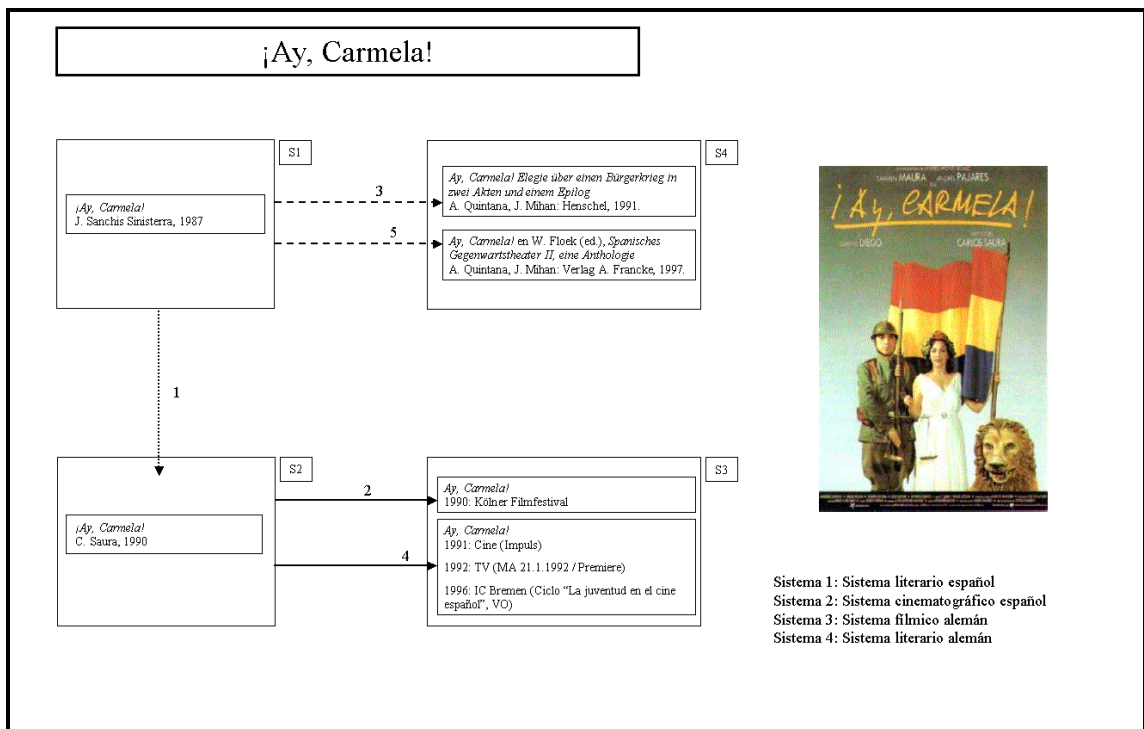 ¡Ay, Carmela!
S1
¡Ay, Carmela!
J. Sanchis Sinisterra, 1987
3
5
S4
Ay, Carmela! Elegie über einen Bürgerkrieg in
zwei Akten und einem Epilog
A. Quintana, J. Mihan: Henschel, 1991.
Ay, Carmela! en W. Floek (ed.), Spanisches
Gegenwartstheater II, eine Anthologie
A. Quintana, J. Mihan: Verlag A. Francke, 1997.
1
S2
¡Ay, Carmela!
C. Saura, 1990
2
4
S3
Ay, Carmela!
1990: Kölner Filmfestival
Ay, Carmela!
1991: Cine (Impuls)
1992: TV (MA 21.1.1992 / Premiere)
1996: IC Bremen (Ciclo “La juventud en el cine
español”, VO)
CARMEN MAURA ANDRES PAJARES
¡Ay, CARMELA!
DIEGO
CARLOS SAURA
Sistema 1: Sistema literario español
Sistema 2: Sistema cinematográfico español
Sistema 3: Sistema fílmico alemán
Sistema 4: Sistema literario alemán